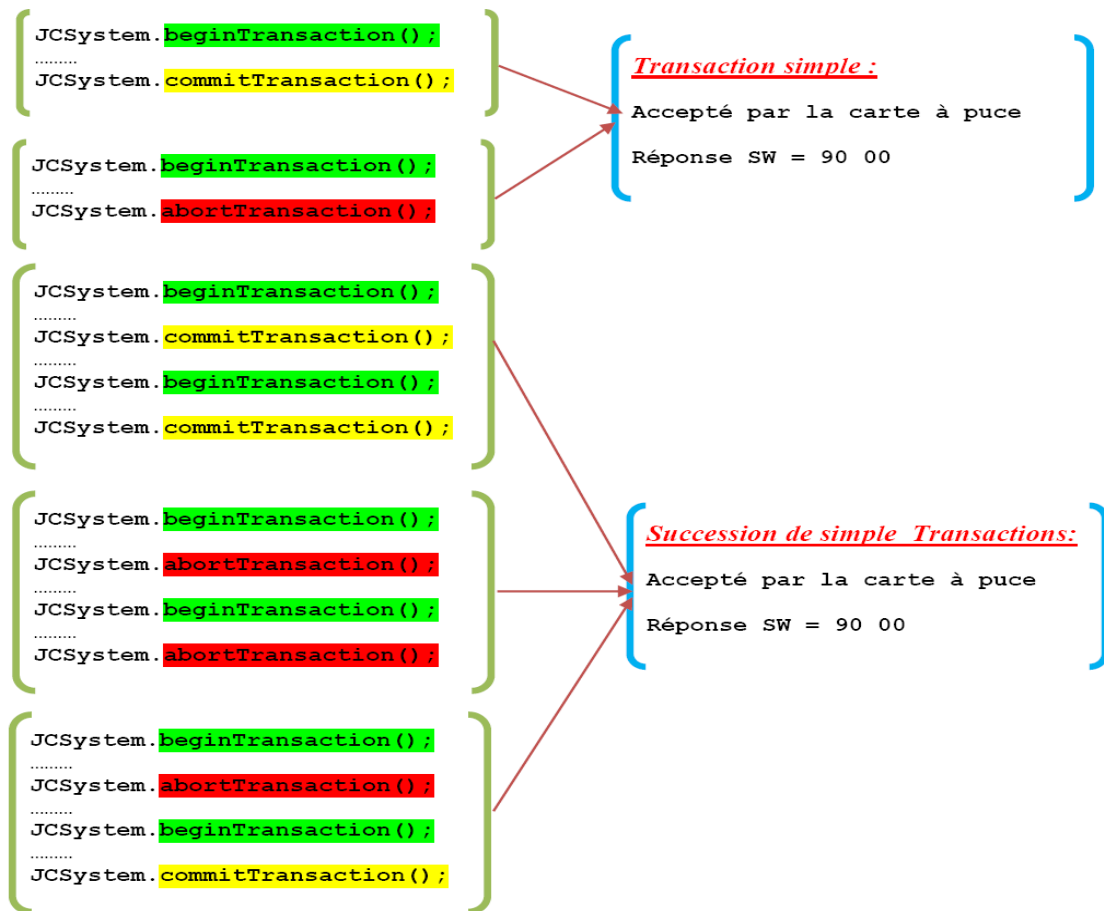 JCSystem.beginTransaction();
.........
JCSystem.commitTransaction();
JCSystem.beginTransaction();
.........
JCSystem.abortTransaction();
Transaction simple :
Accepté par la carte à puce
Réponse SW = 90 00
JCSystem.beginTransaction();
.........
JCSystem.commitTransaction();
.........
JCSystem.beginTransaction();
.........
JCSystem.commitTransaction();
JCSystem.beginTransaction();
.........
JCSystem.abortTransaction();
.........
JCSystem.beginTransaction();
.........
JCSystem.abortTransaction();
JCSystem.beginTransaction();
.........
JCSystem.abortTransaction();
.........
JCSystem.beginTransaction();
.........
JCSystem.commitTransaction();
Succession de simple Transactions:
Accepté par la carte à puce
Réponse SW = 90 00